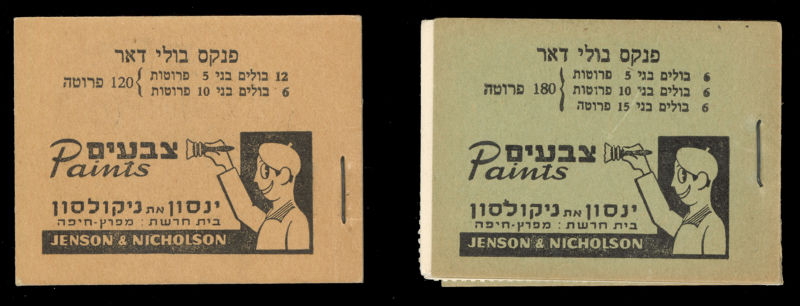 פנקס בולי דאר
12 בולים בני 5 פרוטות
6 בולים בני 10 פרוטות
120 פרוטה
צבעים
Paints
ינסון את ניקולסון
בית חרשת : מפרץ-חיפה
JENSON & NICHOLSON
פנקס בולי דאר
6 בולים בני 5 פרוטות
6 בולים בני 10 פרוטות
6 בולים בני 15 פרוטה
180 פרוטה
צבעים
Paints
ינסון את ניקולסון
בית חרשת : מפרץ-חיפה
JENSON & NICHOLSON